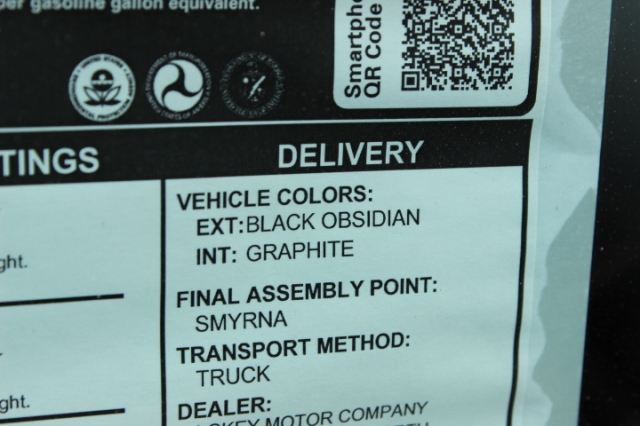 per gasoline gallon equivalent.
QR Code
TINGS
DELIVERY
VEHICLE COLORS:
EXT:BLACK OBSIDIAN
INT: GRAPHITE
ght.
FINAL ASSEMBLY POINT:
SMYRNA
TRANSPORT METHOD:
TRUCK
ght.
DEALER:
MOTOR COMPANY